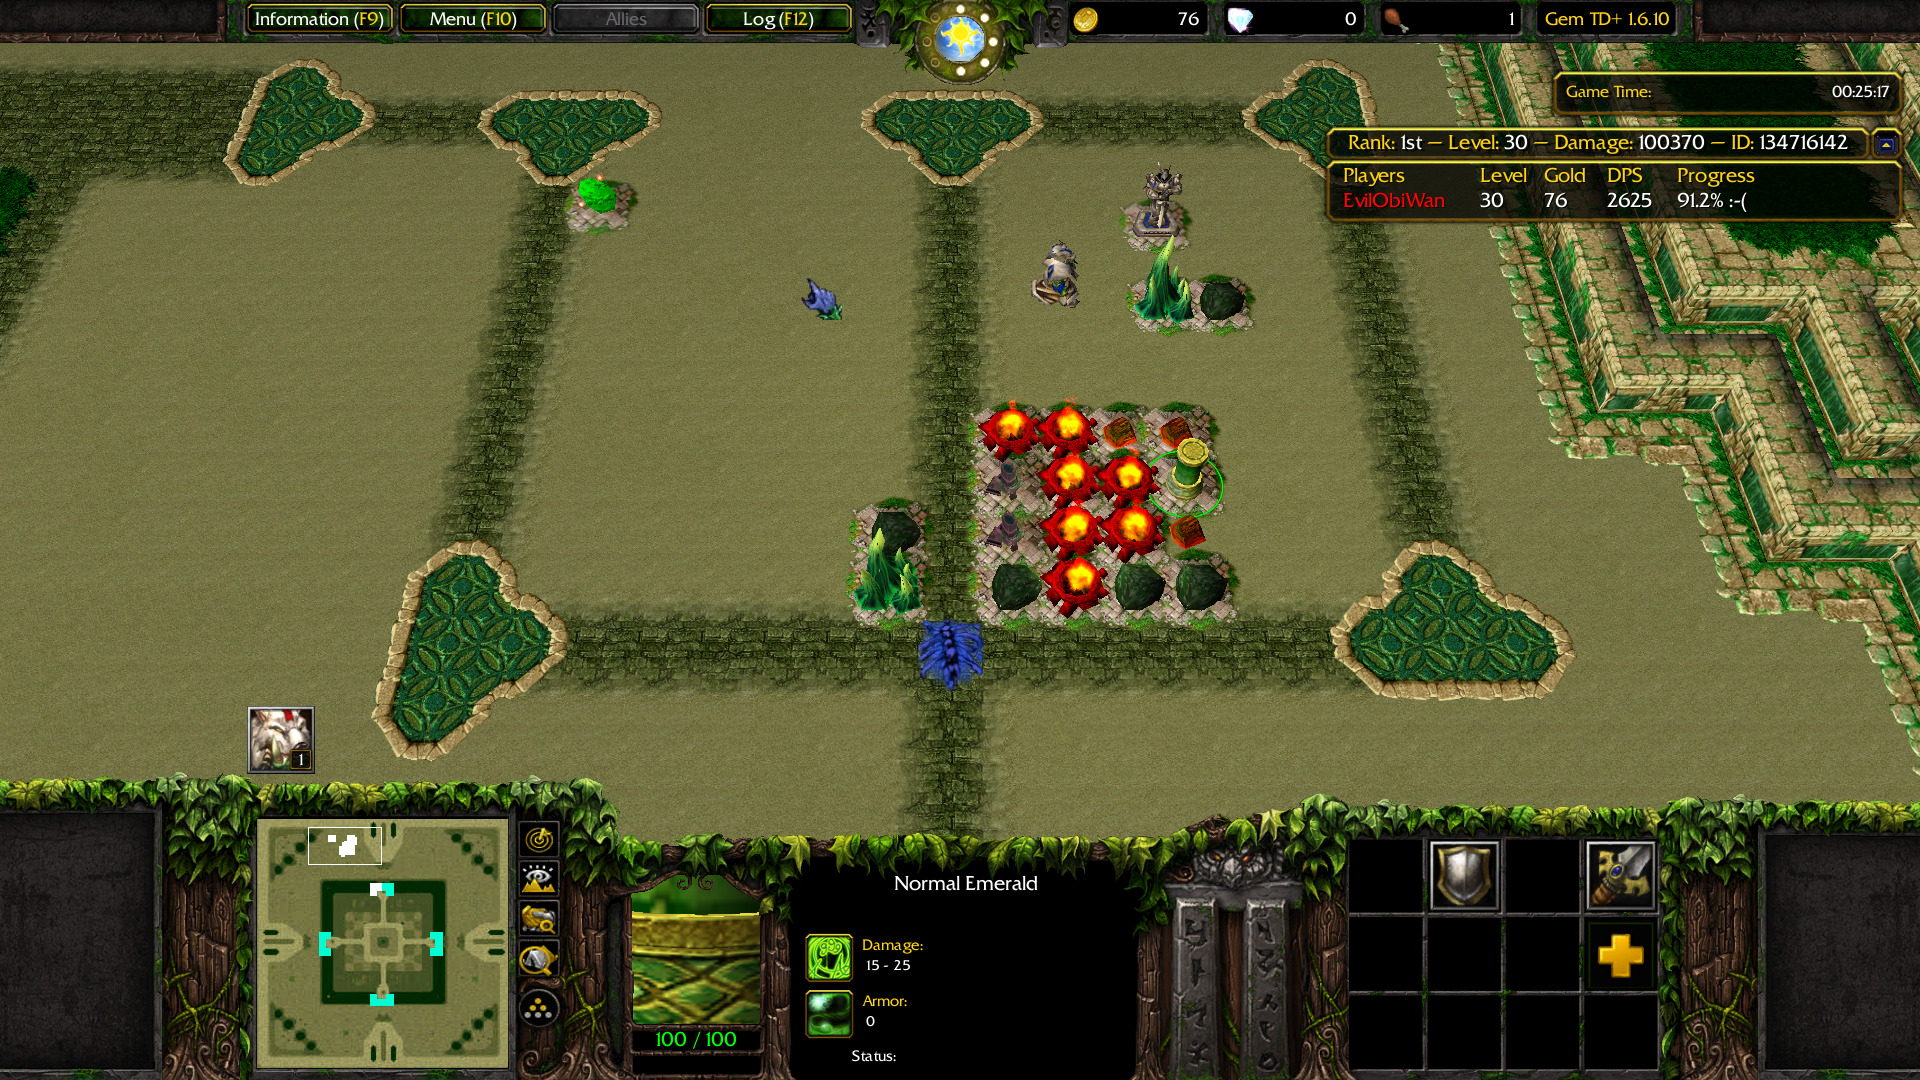 Information (F9) Menu (F10) Allies Log (F12) 76 0 1 Gem TD+ 1.6.10
Game Time: 00:25:17
Rank: 1st – Level: 30 – Damage: 100370 – ID: 134716142
Players Level Gold DPS Progress
EvilObiWan 30 76 2625 91.2% :-(
1
Normal Emerald
Damage:
15 - 25
Armor:
0
100 / 100
Status: